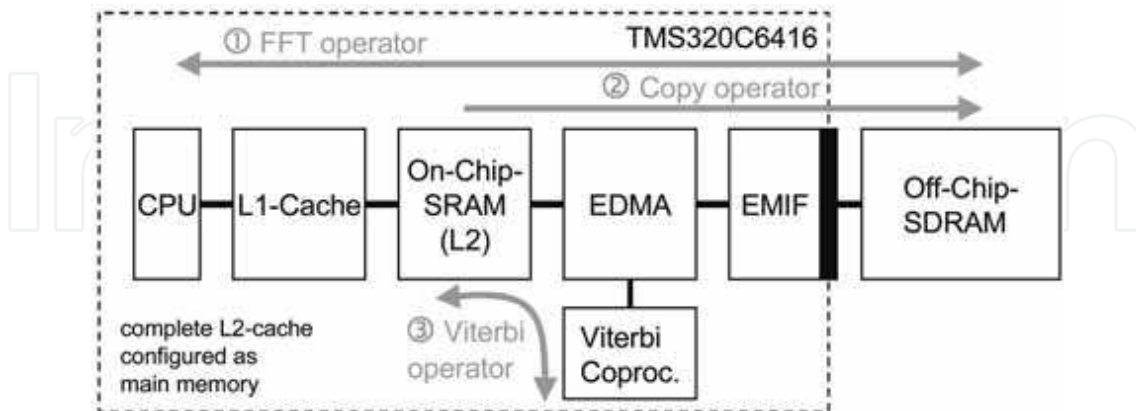 ① FFT operator
TMS320C6416
② Copy operator
CPU
L1-Cache
On-Chip-
SRAM
(L2)
EDMA
EMIF
Off-Chip-
SDRAM
complete L2-cache
configured as
main memory
③ Viterbi
operator
Viterbi
Coproc.